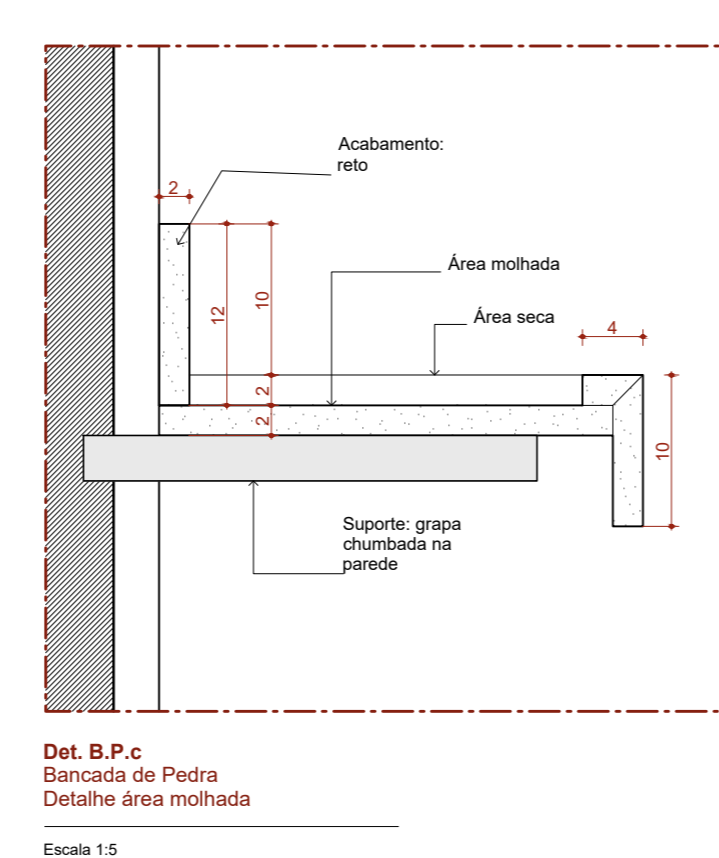 Acabamento:
reto
2
12
10
Área molhada
Área seca
4
2
2
10
Suporte: grapa
chumbada na
parede
Det. B.P.c
Bancada de Pedra
Detalhe área molhada
Escala 1:5